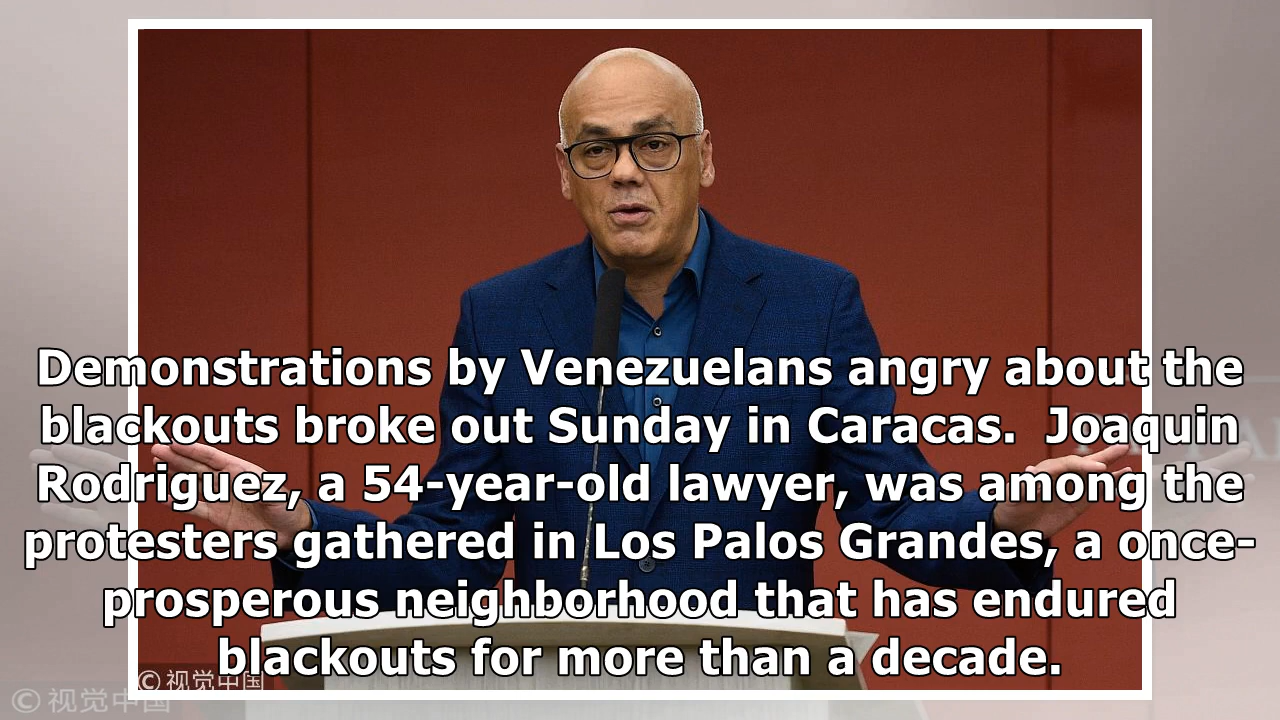 Demonstrations by Venezuelans angry about the
blackouts broke out Sunday in Caracas.  Joaquin
Rodriguez, a 54-year-old lawyer, was among the
protesters gathered in Los Palos Grandes, a once-
prosperous neighborhood that has endured
blackouts for more than a decade.
© 视觉中国
© 视觉中国